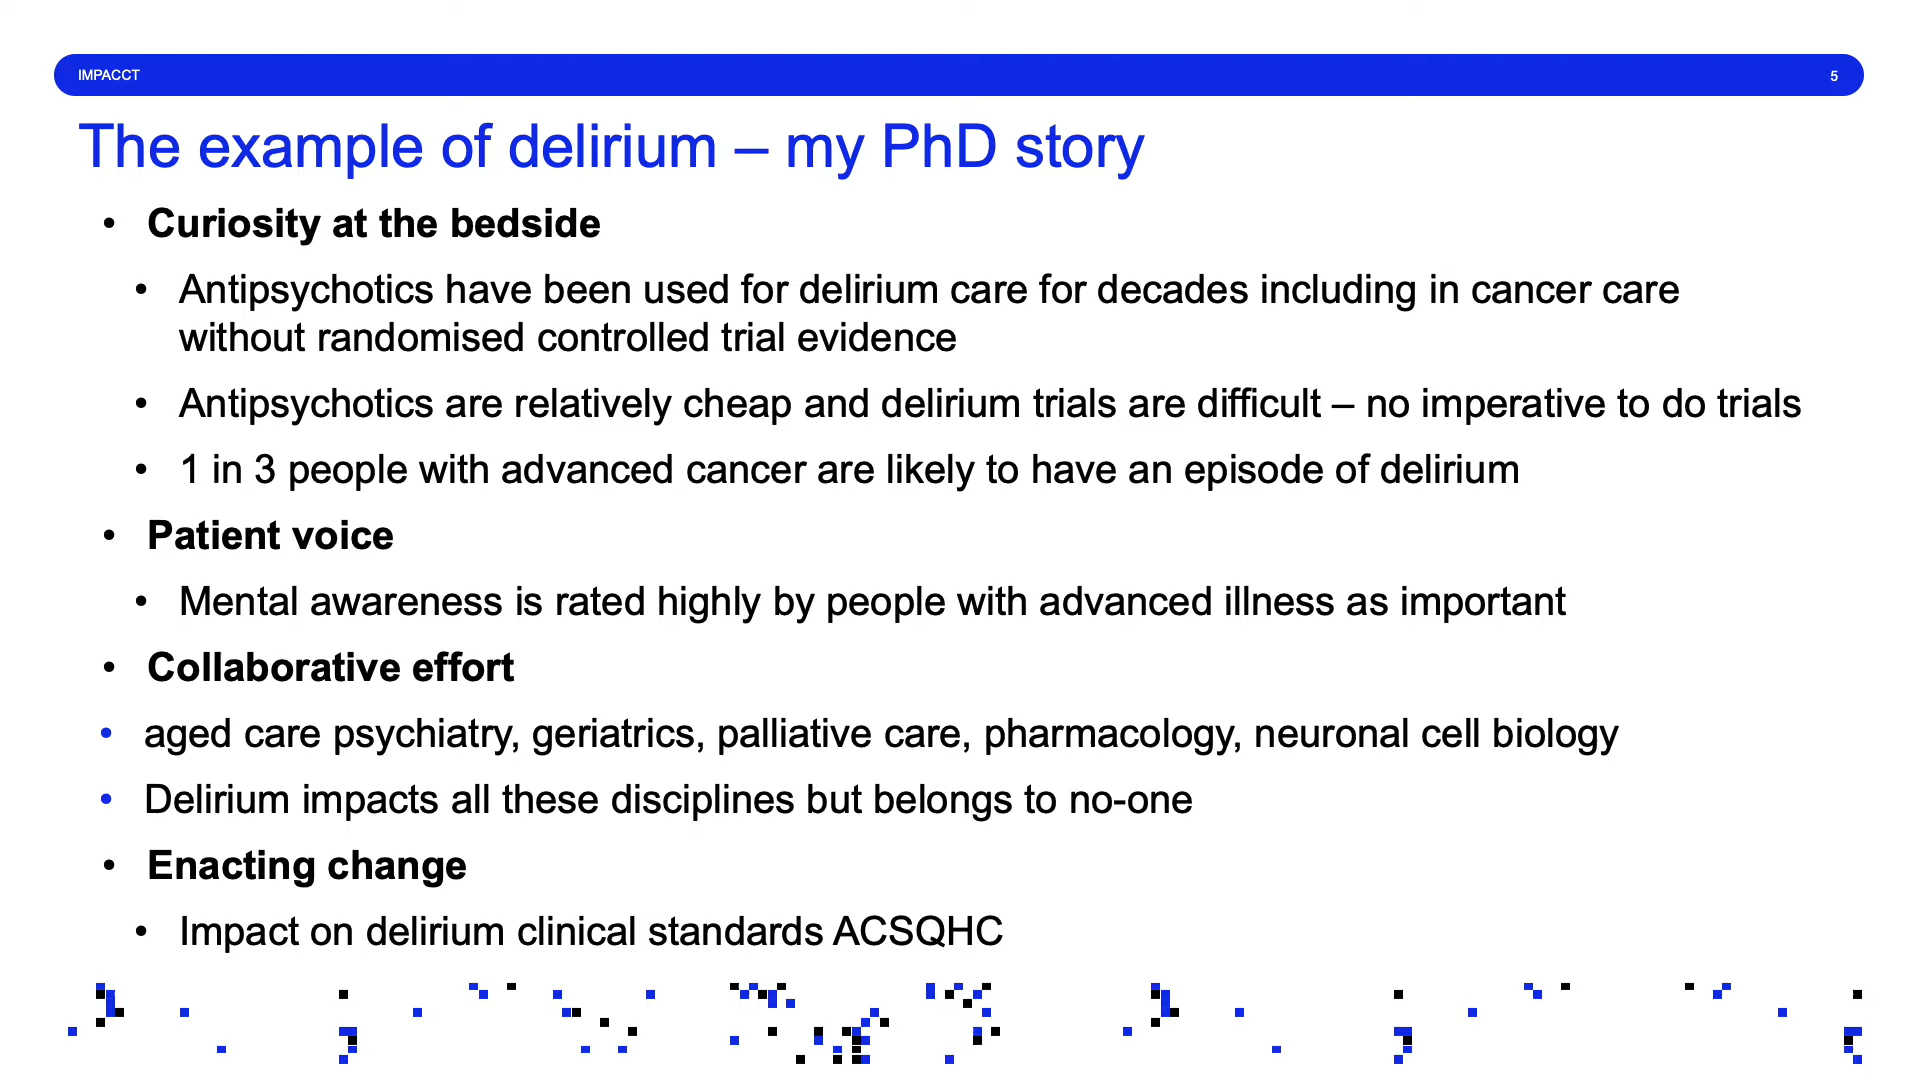 IMPACCT
5
The example of delirium – my PhD story
• Curiosity at the bedside
• Antipsychotics have been used for delirium care for decades including in cancer care
without randomised controlled trial evidence
• Antipsychotics are relatively cheap and delirium trials are difficult – no imperative to do trials
• 1 in 3 people with advanced cancer are likely to have an episode of delirium
• Patient voice
• Mental awareness is rated highly by people with advanced illness as important
• Collaborative effort
• aged care psychiatry, geriatrics, palliative care, pharmacology, neuronal cell biology
• Delirium impacts all these disciplines but belongs to no-one
• Enacting change
• Impact on delirium clinical standards ACSQHC